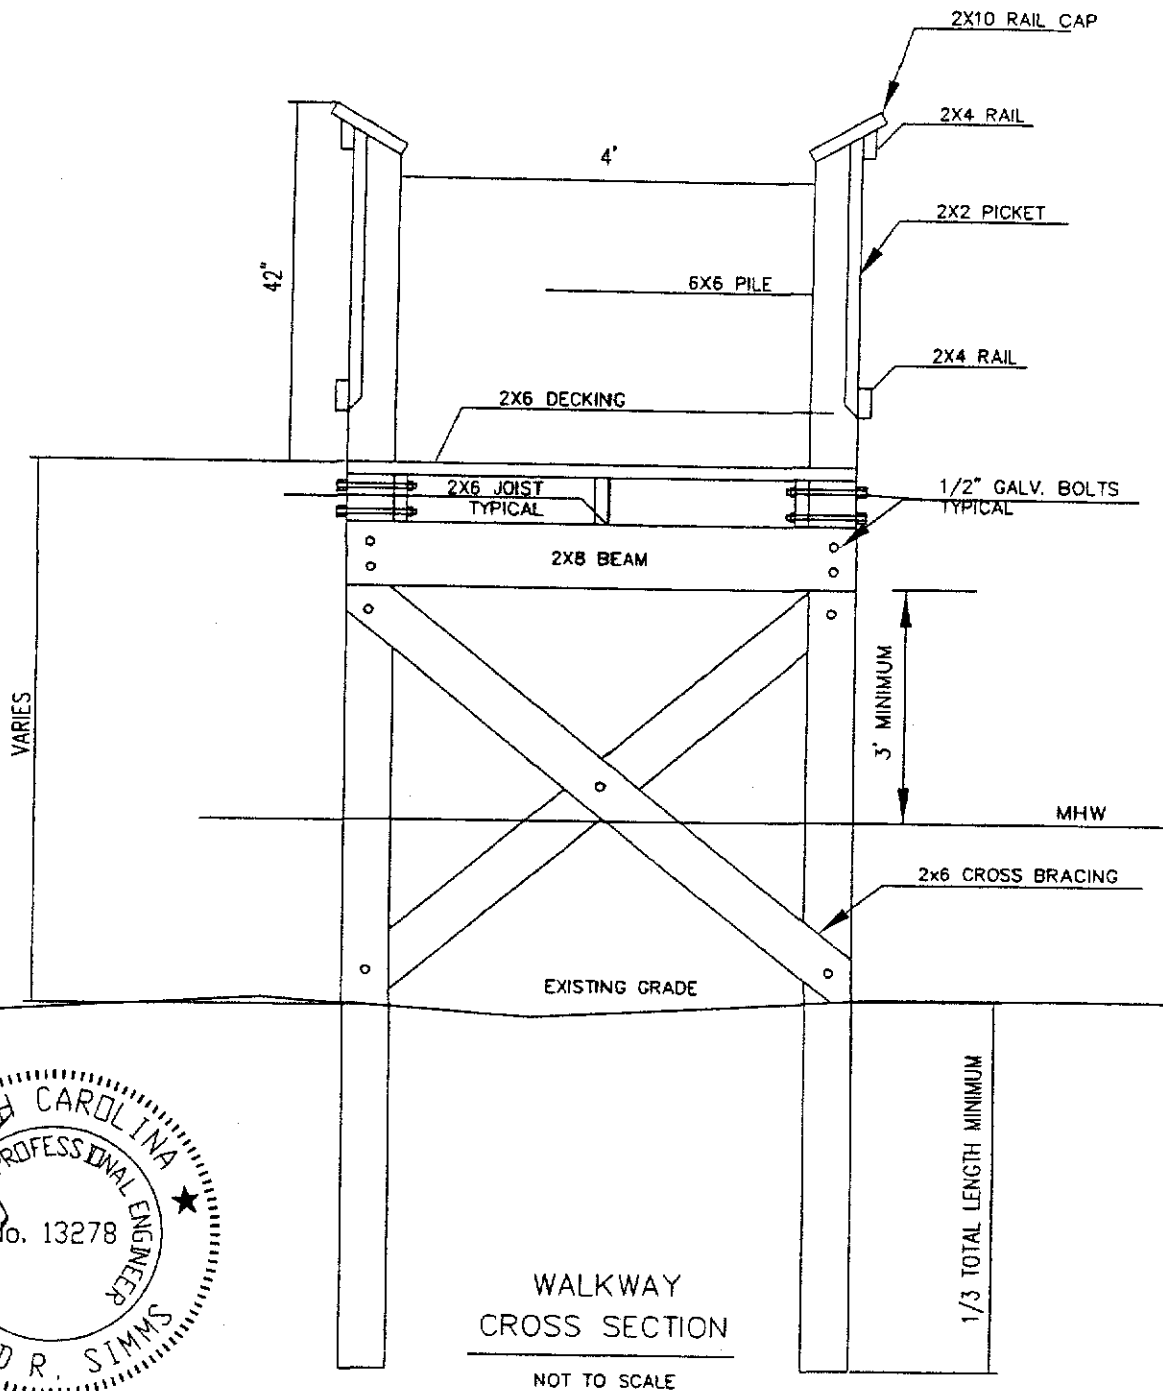 2X10 RAIL CAP
2X4 RAIL
4'
2X2 PICKET
42"
6X6 PILE
2X4 RAIL
2X6 DECKING
2X6 JOIST
TYPICAL
1/2" GALV. BOLTS
TYPICAL
2X8 BEAM
3' MINIMUM
VARIES
MHW
2x6 CROSS BRACING
EXISTING GRADE
1/3 TOTAL LENGTH MINIMUM
CAROLINA
PROFESSIONAL ENGINEER
No. 13278
D R. SIMMS
WALKWAY
CROSS SECTION
NOT TO SCALE